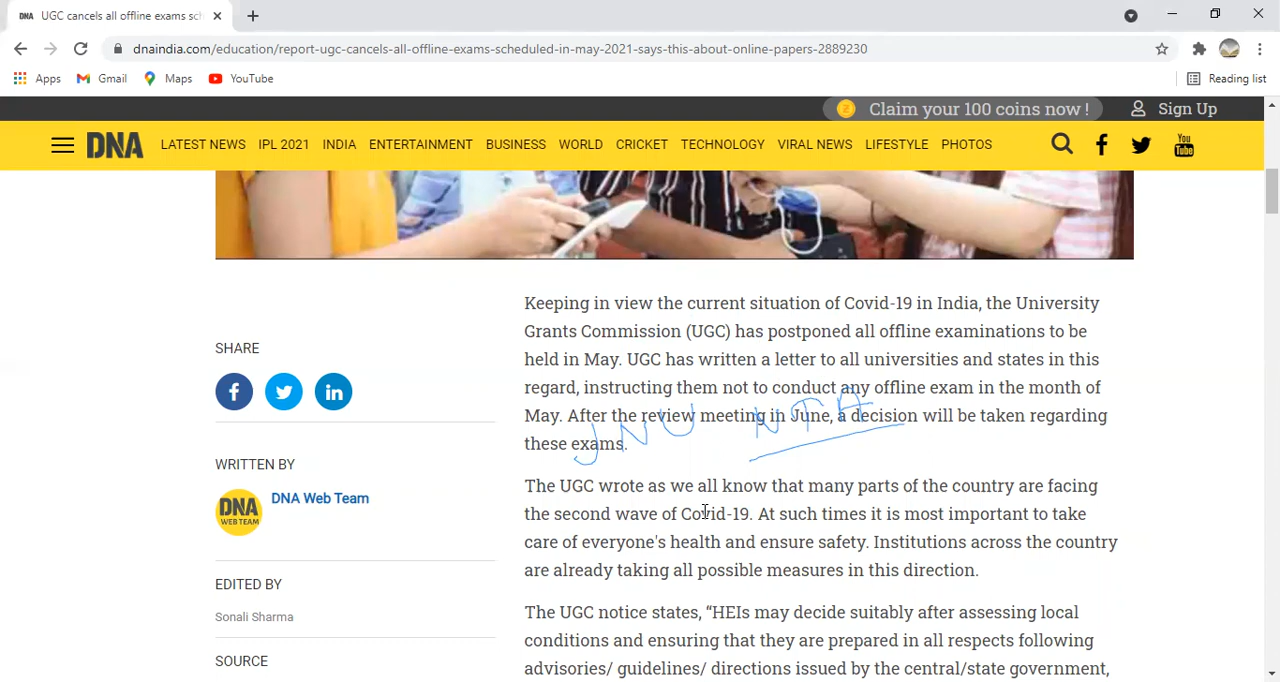 DNA UGC cancels all offline exams sch
dnaindia.com/education/report-ugc-cancels-all-offline-exams-scheduled-in-may-2021-says-this-about-online-papers-2889230
Apps Gmail Maps YouTube Reading list
Claim your 100 coins now ! Sign Up
DNA LATEST NEWS IPL 2021 INDIA ENTERTAINMENT BUSINESS WORLD CRICKET TECHNOLOGY VIRAL NEWS LIFESTYLE PHOTOS You Tube
SHARE
WRITTEN BY
DNA WEB TEAM
DNA Web Team
EDITED BY
Sonali Sharma
SOURCE
Keeping in view the current situation of Covid-19 in India, the University
Grants Commission (UGC) has postponed all offline examinations to be
held in May. UGC has written a letter to all universities and states in this
regard, instructing them not to conduct any offline exam in the month of
May. After the review meeting in June, a decision will be taken regarding
these exams.
JNU NTA
The UGC wrote as we all know that many parts of the country are facing
the second wave of Covid-19. At such times it is most important to take
care of everyone's health and ensure safety. Institutions across the country
are already taking all possible measures in this direction.
The UGC notice states, “HEIs may decide suitably after assessing local
conditions and ensuring that they are prepared in all respects following
advisories/ guidelines/ directions issued by the central/state government,